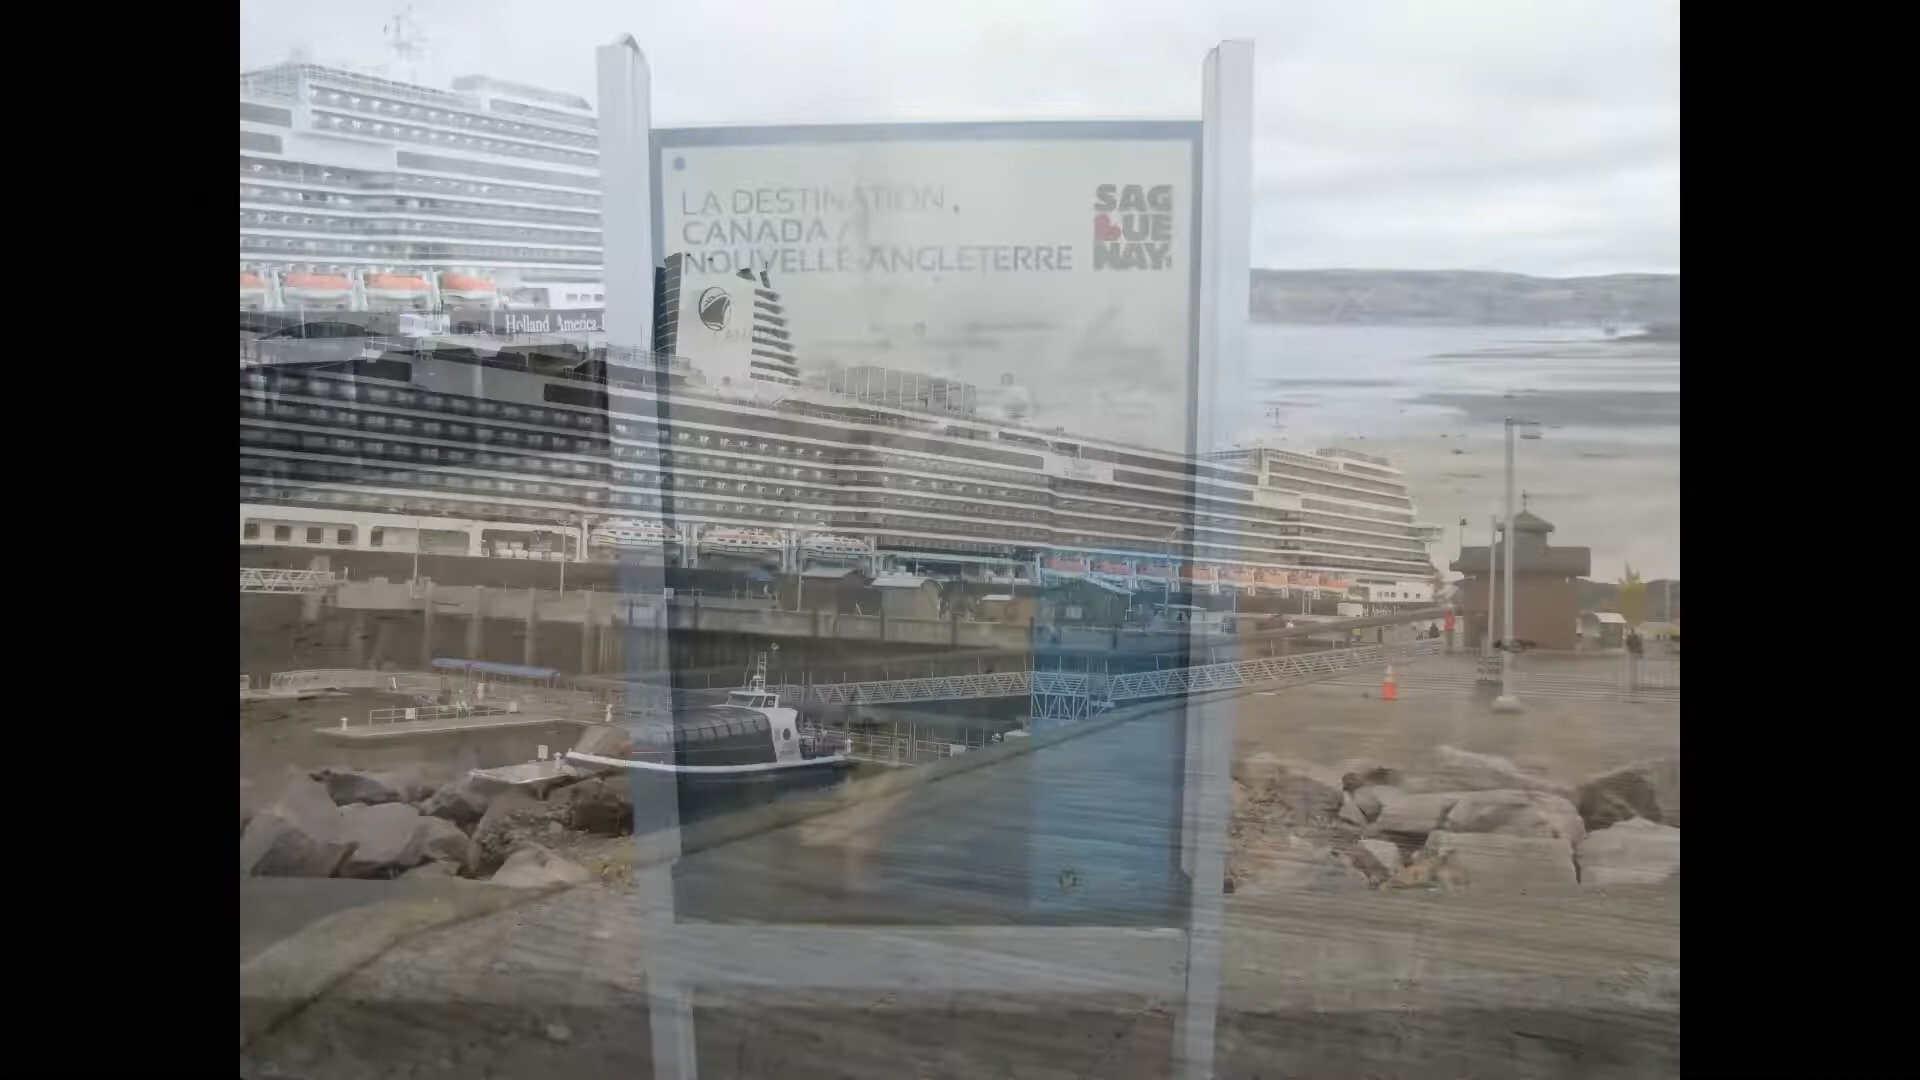 LA DESTINATION
CANADA /
NOUVELLE-ANGLETERRE
SAG
UE
NAY
Holland America